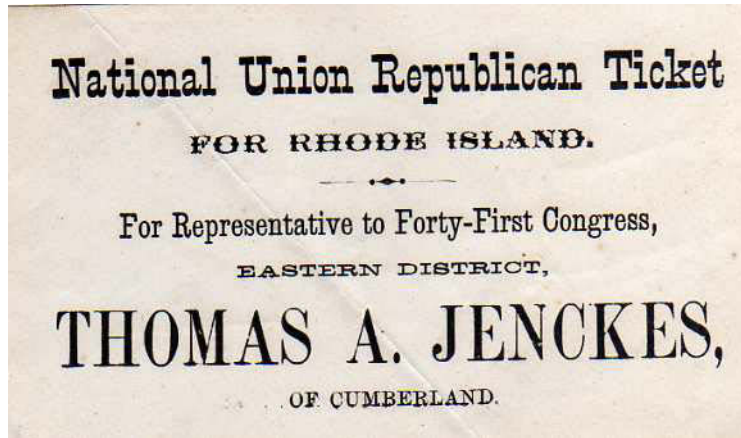 National Union Republican Ticket
FOR RHODE ISLAND.
For Representative to Forty-First Congress,
EASTERN DISTRICT,
THOMAS A. JENCKES,
OF CUMBERLAND.